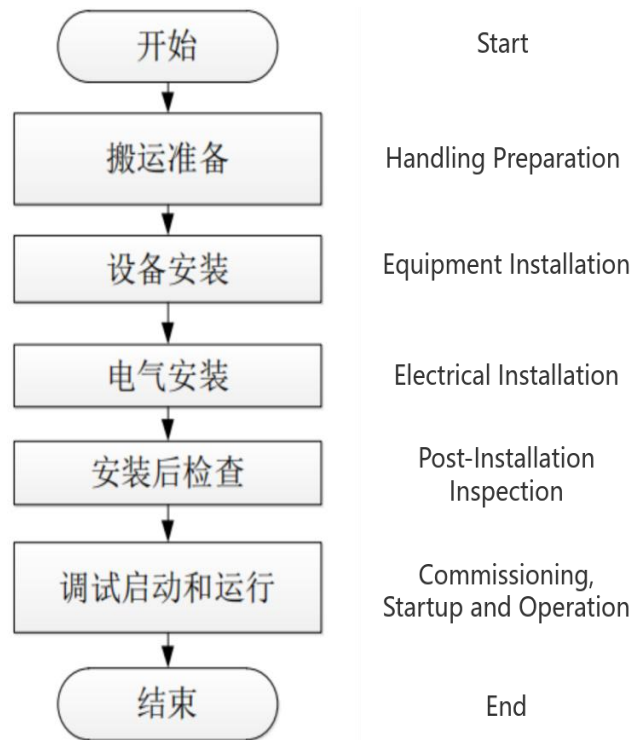 开始
Start
搬运准备
Handling Preparation
设备安装
Equipment Installation
电气安装
Electrical Installation
安装后检查
Post-Installation
Inspection
调试启动和运行
Commissioning,
Startup and Operation
结束
End